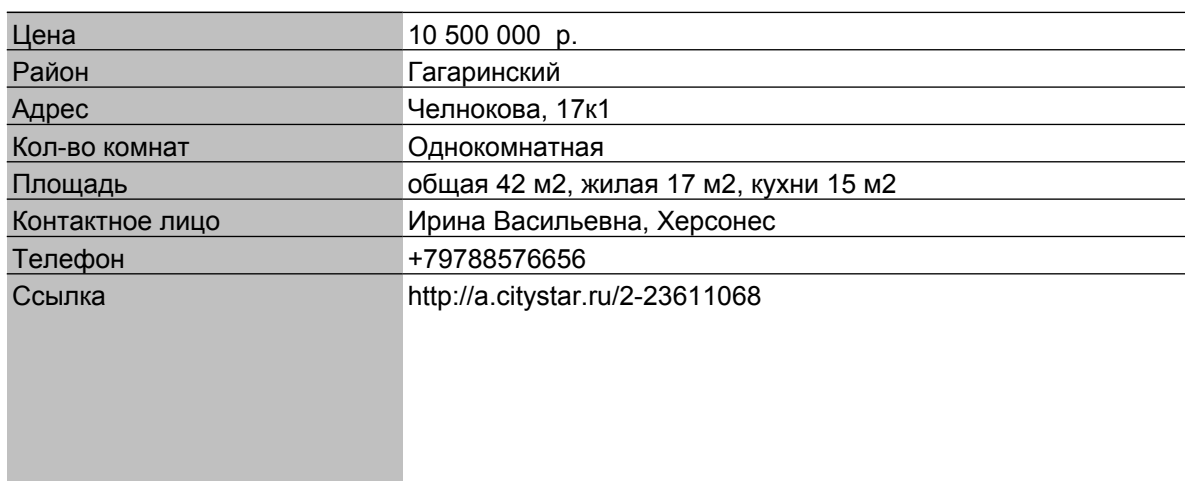 Цена 10 500 000 р.
Район Гагаринский
Адрес Челнокова, 17к1
Кол-во комнат Однокомнатная
Площадь общая 42 м2, жилая 17 м2, кухни 15 м2
Контактное лицо Ирина Васильевна, Херсонес
Телефон +79788576656
Ссылка http://a.citystar.ru/2-23611068